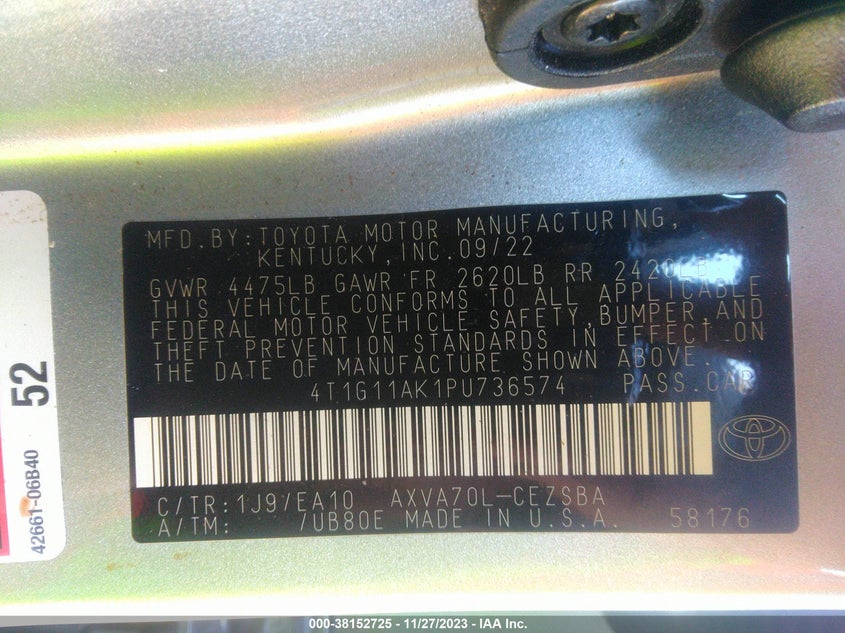 MFD.BY:TOYOTA MOTOR MANUFACTURING,
KENTUCKY,INC.09/22
GVWR 4475LB GAWR FR 2620LB RR 2420LB
THIS VEHICLE CONFORMS TO ALL APPLICABLE
FEDERAL MOTOR VEHICLE SAFETY,BUMPER,AND
THEFT PREVENTION STANDARDS IN EFFECT ON
THE DATE OF MANUFACTURE SHOWN ABOVE.
4T1G11AK1PU736574 PASS.CAR
C/TR:1J9/EA10 AXVA70L-CEZSBA
A/TM: /UB80E MADE IN U.S.A. 58176
52
42661-06B40
000-38152725 - 11/27/2023 - IAA Inc.